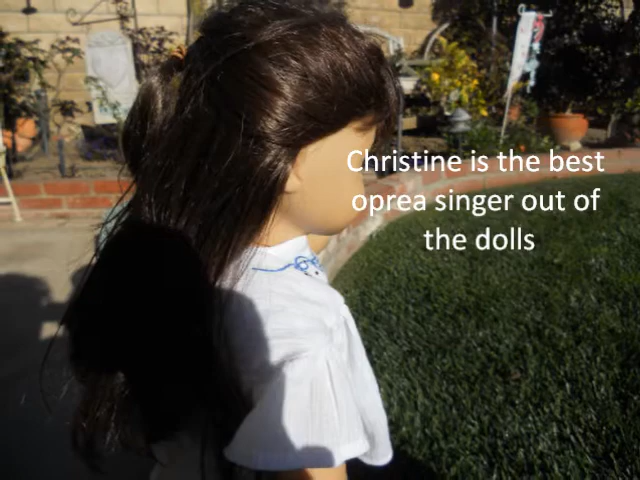 Christine is the best
oprea singer out of
the dolls